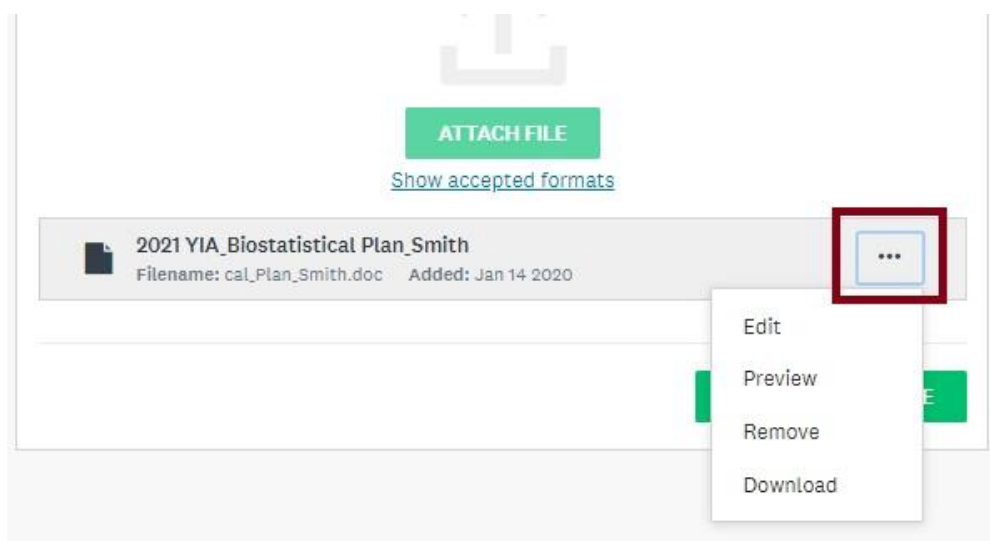 ATTACH FILE
Show accepted formats
2021 YIA_Biostatistical Plan_Smith
Filename: cal_Plan_Smith.doc Added: Jan 14 2020
•••
Edit
Preview
E
Remove
Download